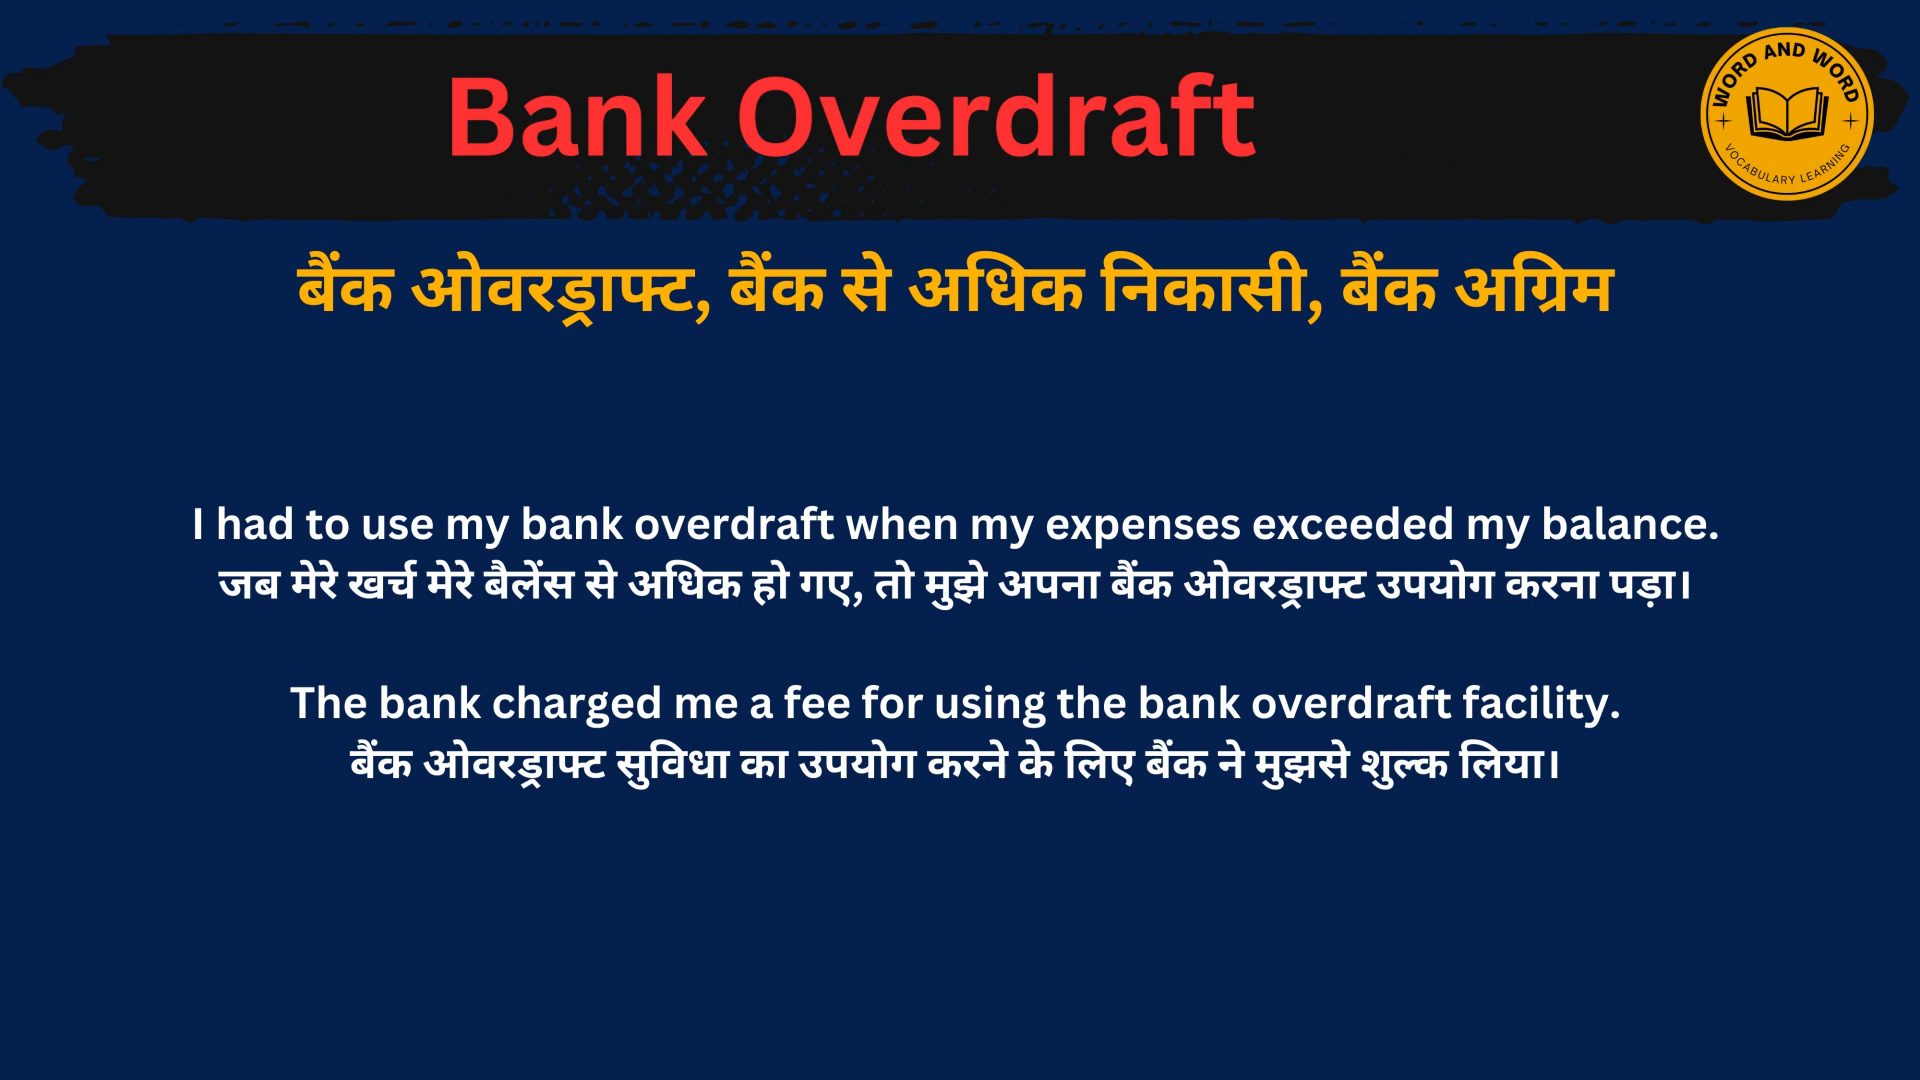 Bank Overdraft
WORD AND WORD
VOCABULARY LEARNING
बैंक ओवरड्राफ्ट, बैंक से अधिक निकासी, बैंक अग्रिम
I had to use my bank overdraft when my expenses exceeded my balance.
जब मेरे खर्च मेरे बैलेंस से अधिक हो गए, तो मुझे अपना बैंक ओवरड्राफ्ट उपयोग करना पड़ा।
The bank charged me a fee for using the bank overdraft facility.
बैंक ओवरड्राफ्ट सुविधा का उपयोग करने के लिए बैंक ने मुझसे शुल्क लिया।